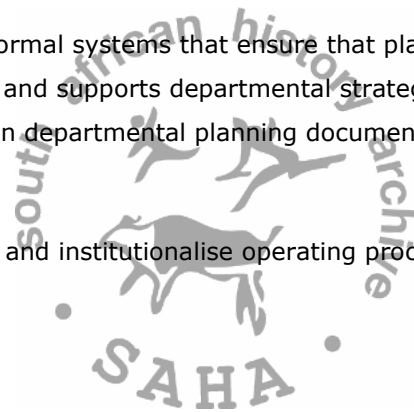 ormal systems that ensure that pla
and supports departmental strateg
n departmental planning documen
and institutionalise operating proc
south african history archive
SAHA